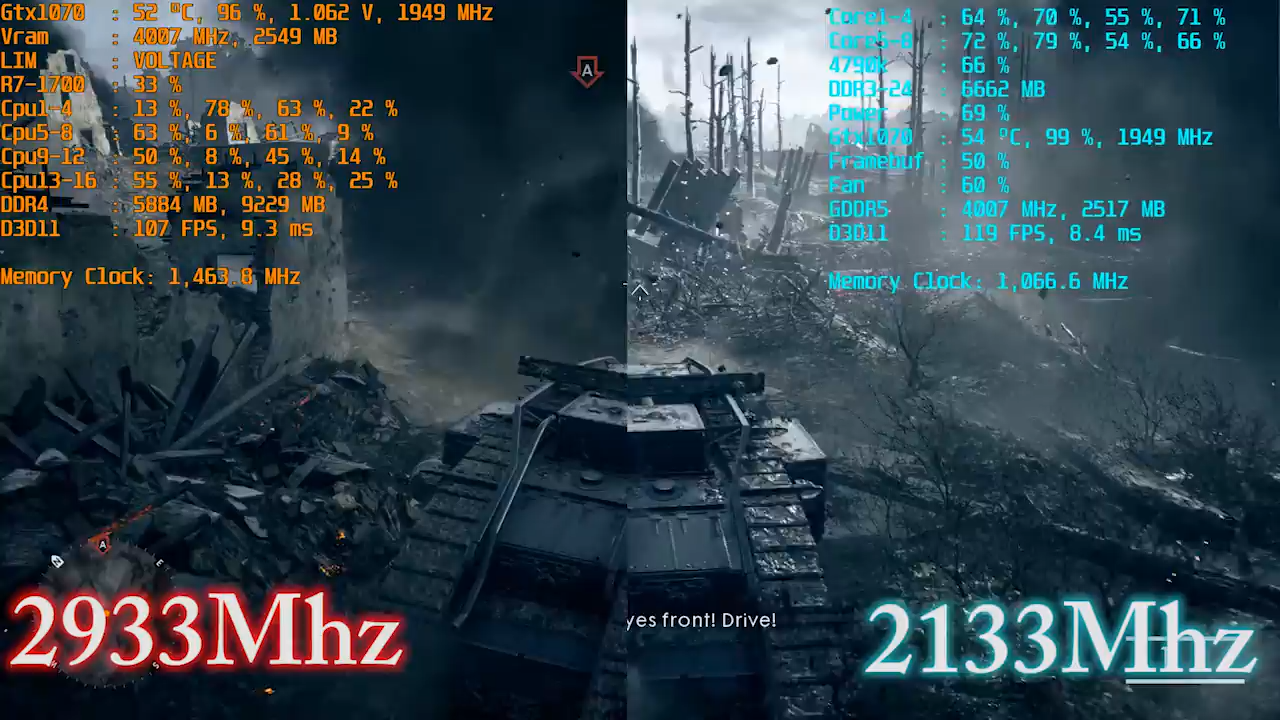 Gtx1070 : 52 ºC, 96 %, 1.062 V, 1949 MHz
Vram : 4007 MHz, 2549 MB
LIM : VOLTAGE
R7-1700 : 33 %
Cpu1-4 : 13 %, 78 %, 63 %, 22 %
Cpu5-8 : 63 %, 6 %, 61 %, 9 %
Cpu9-12 : 50 %, 8 %, 45 %, 14 %
Cpu13-16 : 55 %, 13 %, 28 %, 25 %
DDR4 : 5884 MB, 9229 MB
D3D11 : 107 FPS, 9.3 ms
Memory Clock: 1,463.8 MHz
A
Core1-4 : 64 %, 70 %, 55 %, 71 %
Core5-8 : 72 %, 79 %, 54 %, 66 %
4790k : 66 %
DDR3-24 : 6662 MB
Power : 69 %
Gtx1070 : 54 ºC, 99 %, 1949 MHz
Framebuf : 50 %
Fan : 60 %
GDDR5 : 4007 MHz, 2517 MB
D3D11 : 119 FPS, 8.4 ms
Memory Clock: 1,066.6 MHz
A
E
S
yes front! Drive!
2933Mhz
2133Mhz